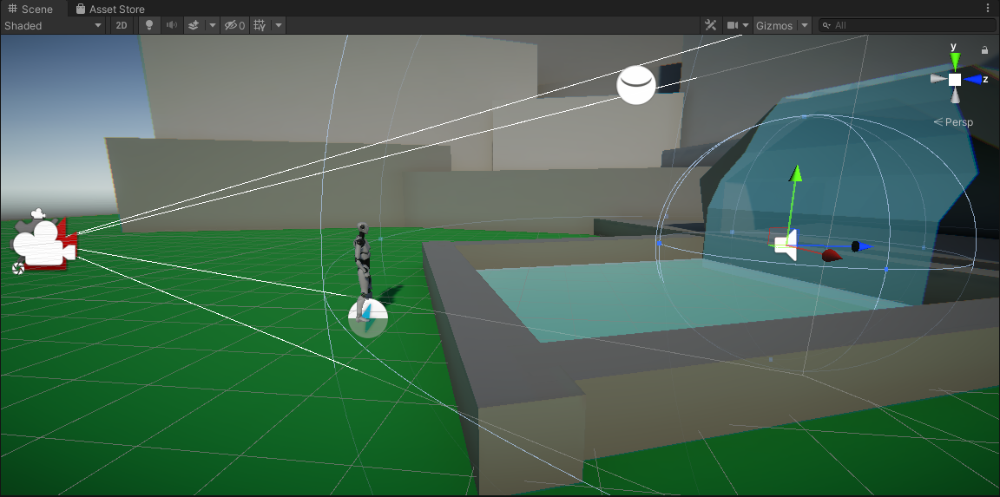 Scene
Asset Store
Shaded
2D
0
Gizmos
All
y
z
Persp